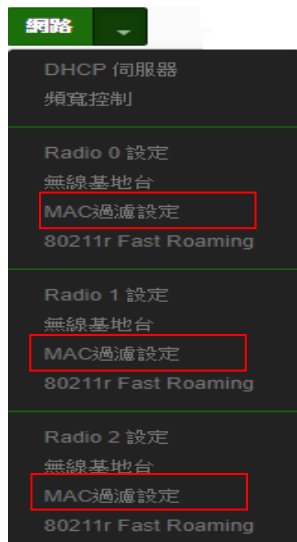 網路
DHCP 伺服器
頻寬控制
Radio 0 設定
無線基地台
MAC過濾設定
80211r Fast Roaming
Radio 1 設定
無線基地台
MAC過濾設定
80211r Fast Roaming
Radio 2 設定
無線基地台
MAC過濾設定
80211r Fast Roaming